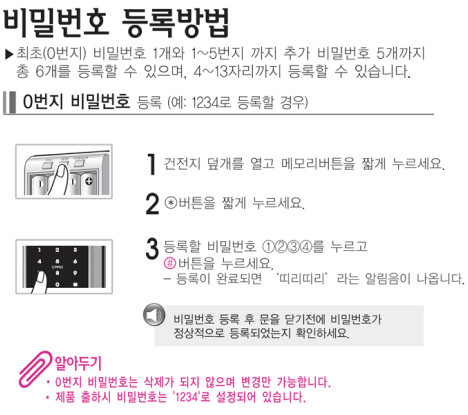 비밀번호 등록방법
▶최초(0번지) 비밀번호 1개와 1~5번지 까지 추가 비밀번호 5개까지
총 6개를 등록할 수 있으며, 4~13자리까지 등록할 수 있습니다.
0번지 비밀번호 등록 (예: 1234로 등록할 경우)
1 건전지 덮개를 열고 메모리버튼을 짧게 누르세요.
2 ⊛버튼을 짧게 누르세요.
1 2 3
4 5 6
CARD
8 9
0 #
3 등록할 비밀번호 ①②③④를 누르고
#버튼을 누르세요.
- 등록이 완료되면 '띠리띠리' 라는 알림음이 나옵니다.
비밀번호 등록 후 문을 닫기전에 비밀번호가
정상적으로 등록되었는지 확인하세요.
알아두기
• 0번지 비밀번호는 삭제가 되지 않으며 변경만 가능합니다.
• 제품 출하시 비밀번호는 '1234'로 설정되어 있습니다.